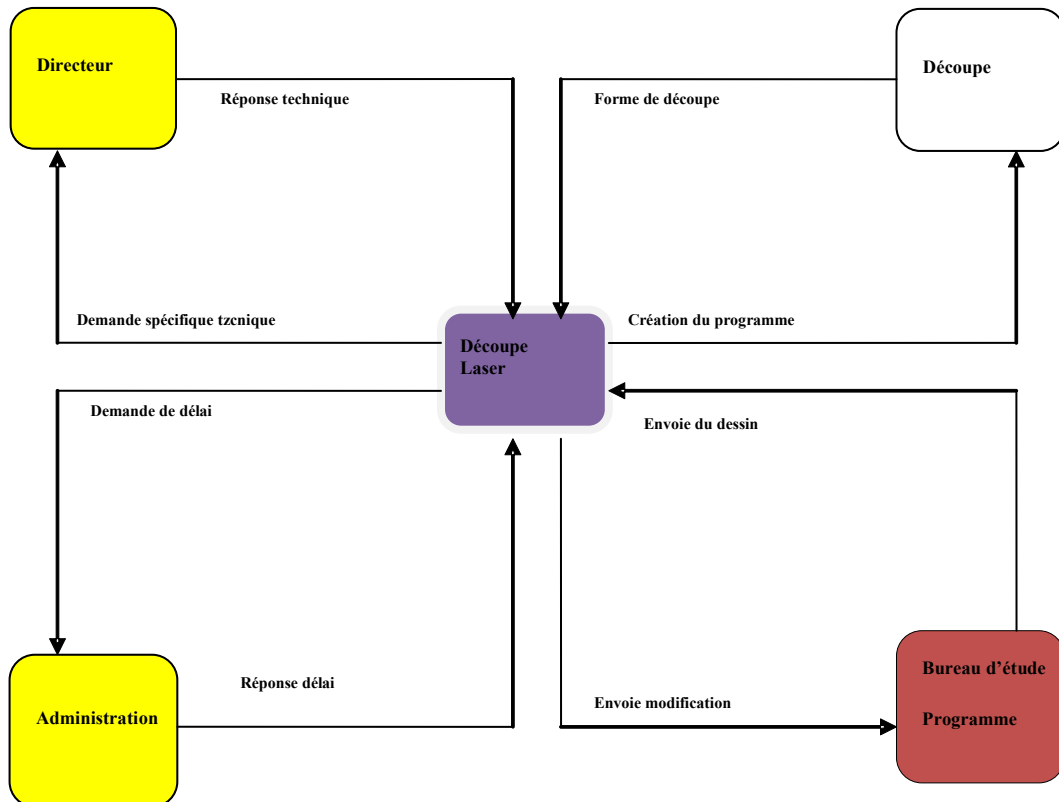 Directeur
Découpe
Réponse technique
Forme de découpe
Demande spécifique tzcnique
Création du programme
Découpe
Laser
Demande de délai
Envoie du dessin
Réponse délai
Envoie modification
Administration
Bureau d’étude
Programme